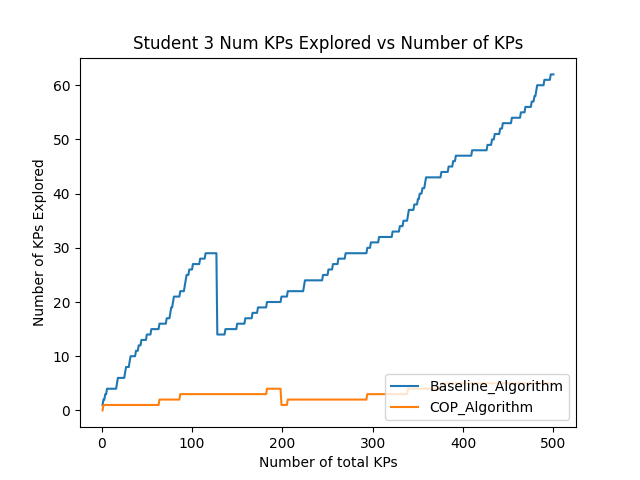 Student 3 Num KPs Explored vs Number of KPs
Number of KPs Explored
60
50
40
30
20
10
0
Baseline_Algorithm
COP_Algorithm
0 100 200 300 400 500
Number of total KPs